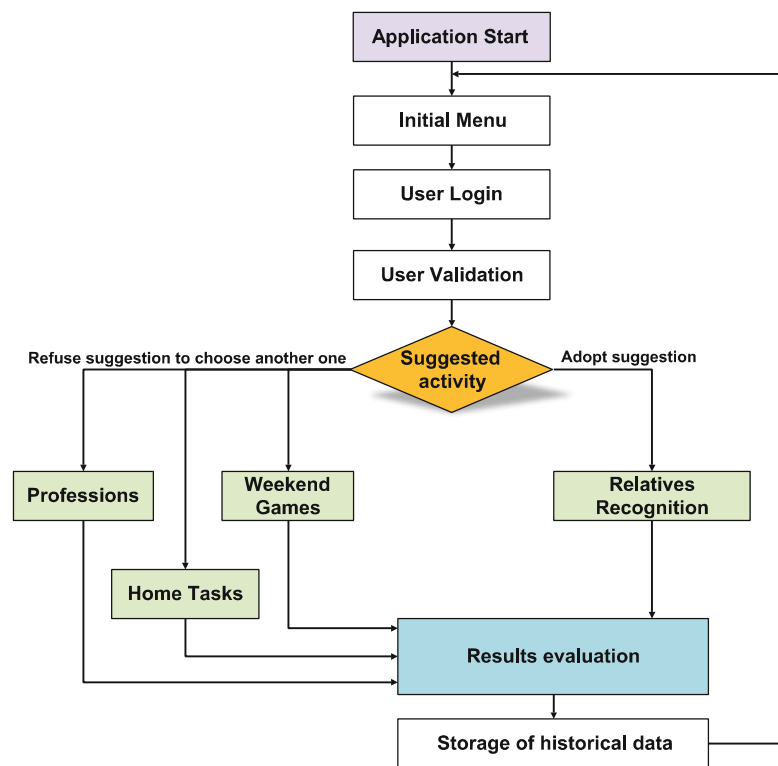 Application Start
Initial Menu
User Login
User Validation
Refuse suggestion to choose another one
Suggested
activity
Adopt suggestion
Professions
Weekend
Games
Relatives
Recognition
Home Tasks
Results evaluation
Storage of historical data